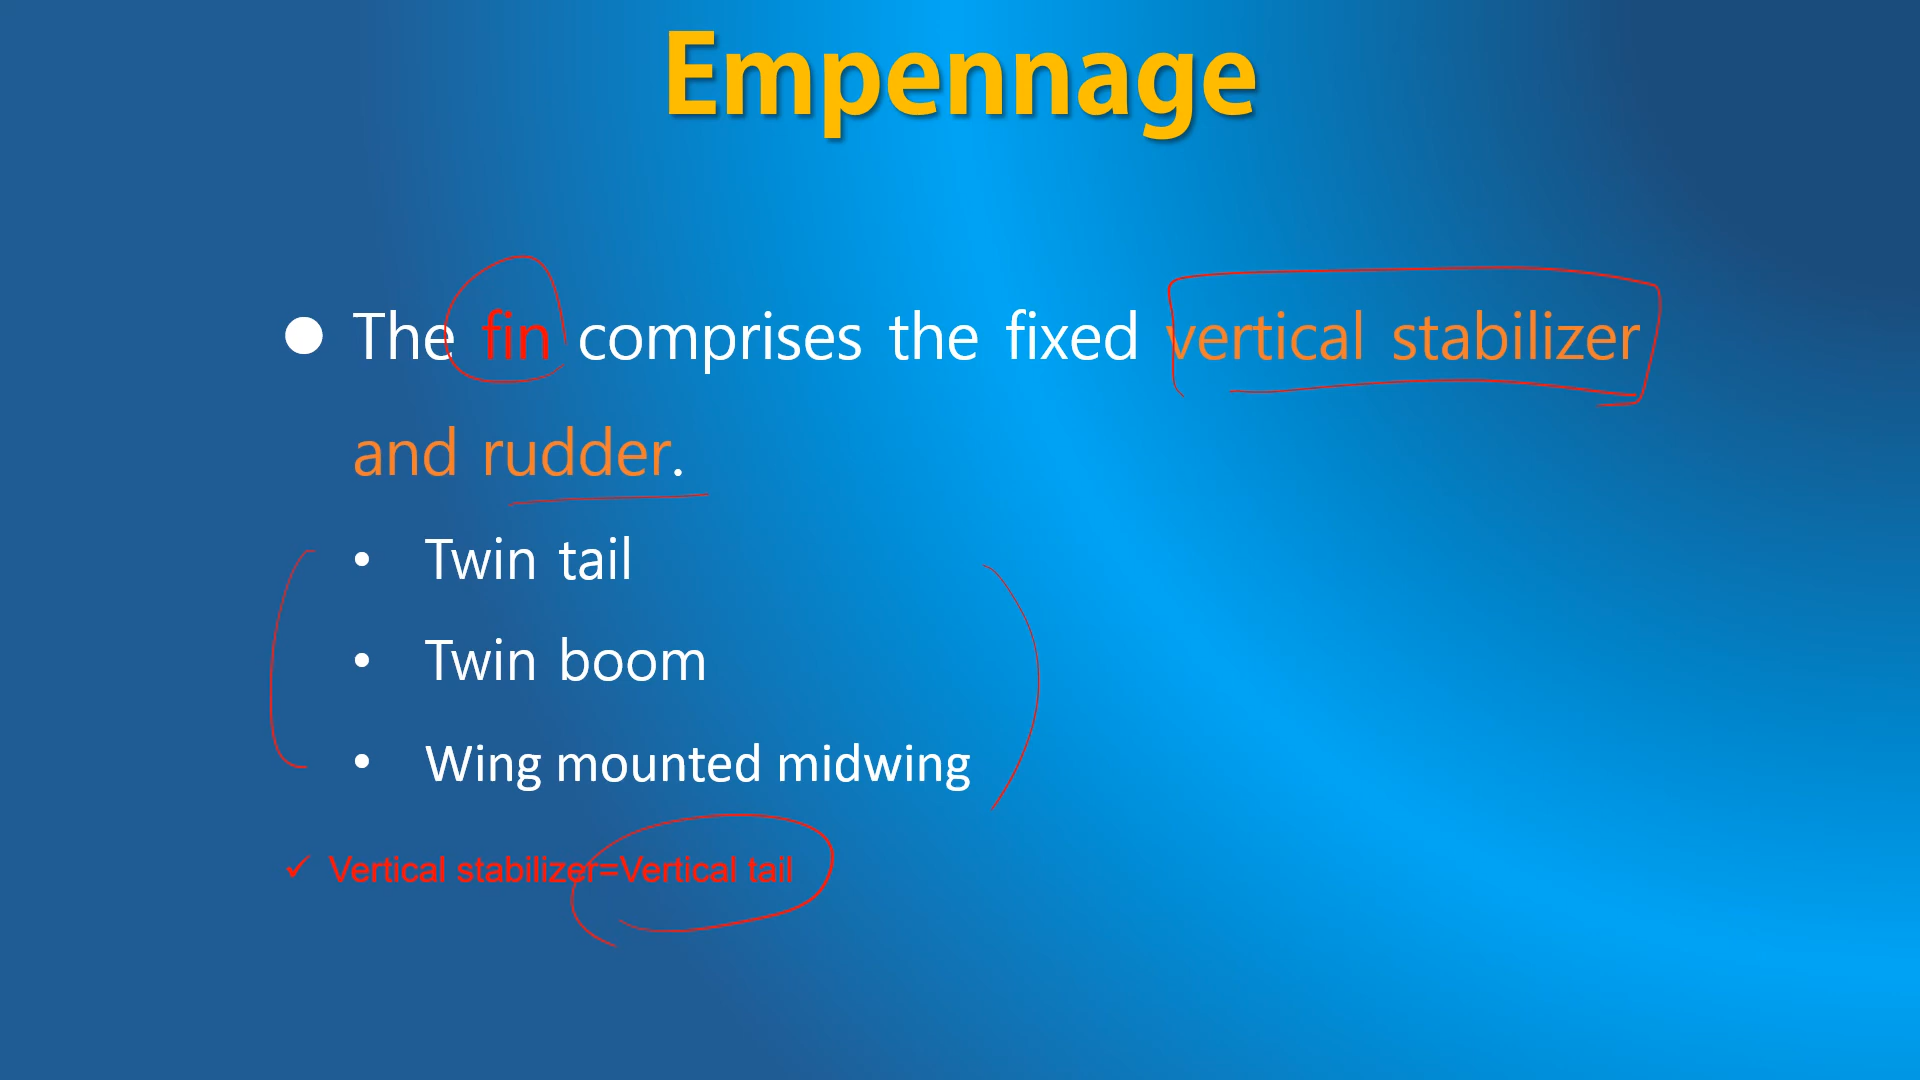 Empennage
● The fin comprises the fixed vertical stabilizer
and rudder.
• Twin tail
• Twin boom
• Wing mounted midwing
✓ Vertical stabilizer=Vertical tail